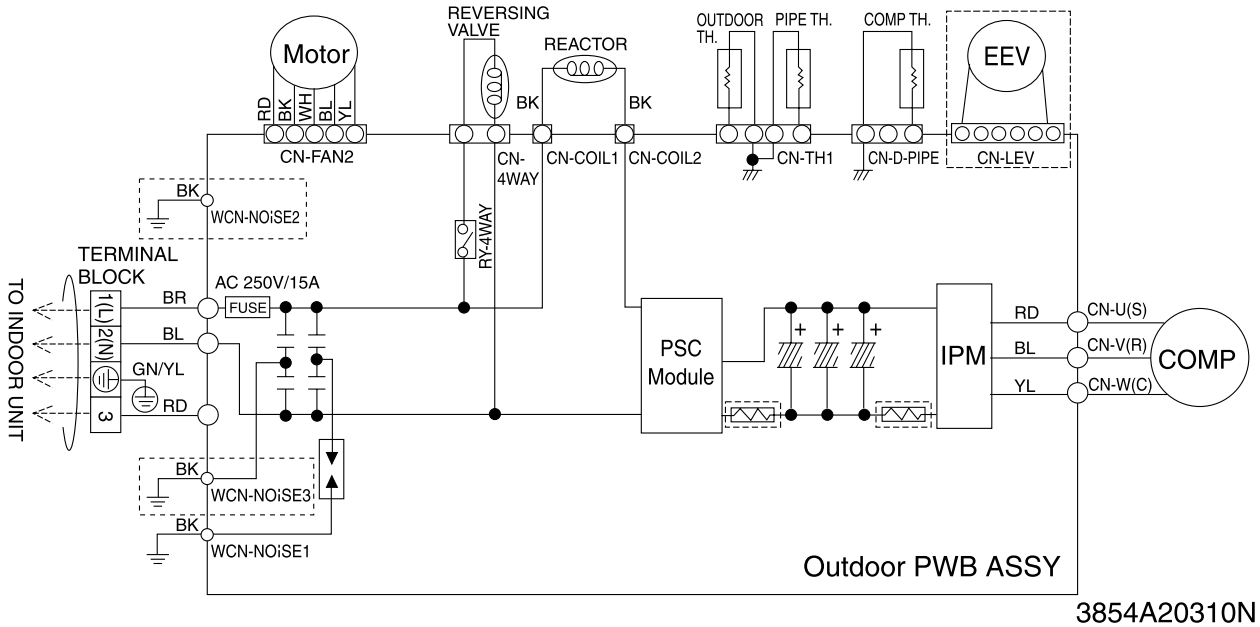 REVERSING
VALVE
OUTDOOR
TH.
PIPE TH.
COMP TH.
Motor
REACTOR
EEV
RD
BK
WH
BL
YL
BK
BK
CN-FAN2
CN-
4WAY
CN-COIL1
CN-COIL2
CN-TH1
CN-D-PIPE
CN-LEV
BK
WCN-NOiSE2
RY-4WAY
TERMINAL
BLOCK
AC 250V/15A
TO INDOOR UNIT
1(L)
2(N)
3
BR
FUSE
BL
GN/YL
RD
PSC
Module
IPM
RD
BL
YL
CN-U(S)
CN-V(R)
CN-W(C)
COMP
+
+
+
BK
WCN-NOiSE3
BK
WCN-NOiSE1
Outdoor PWB ASSY
3854A20310N